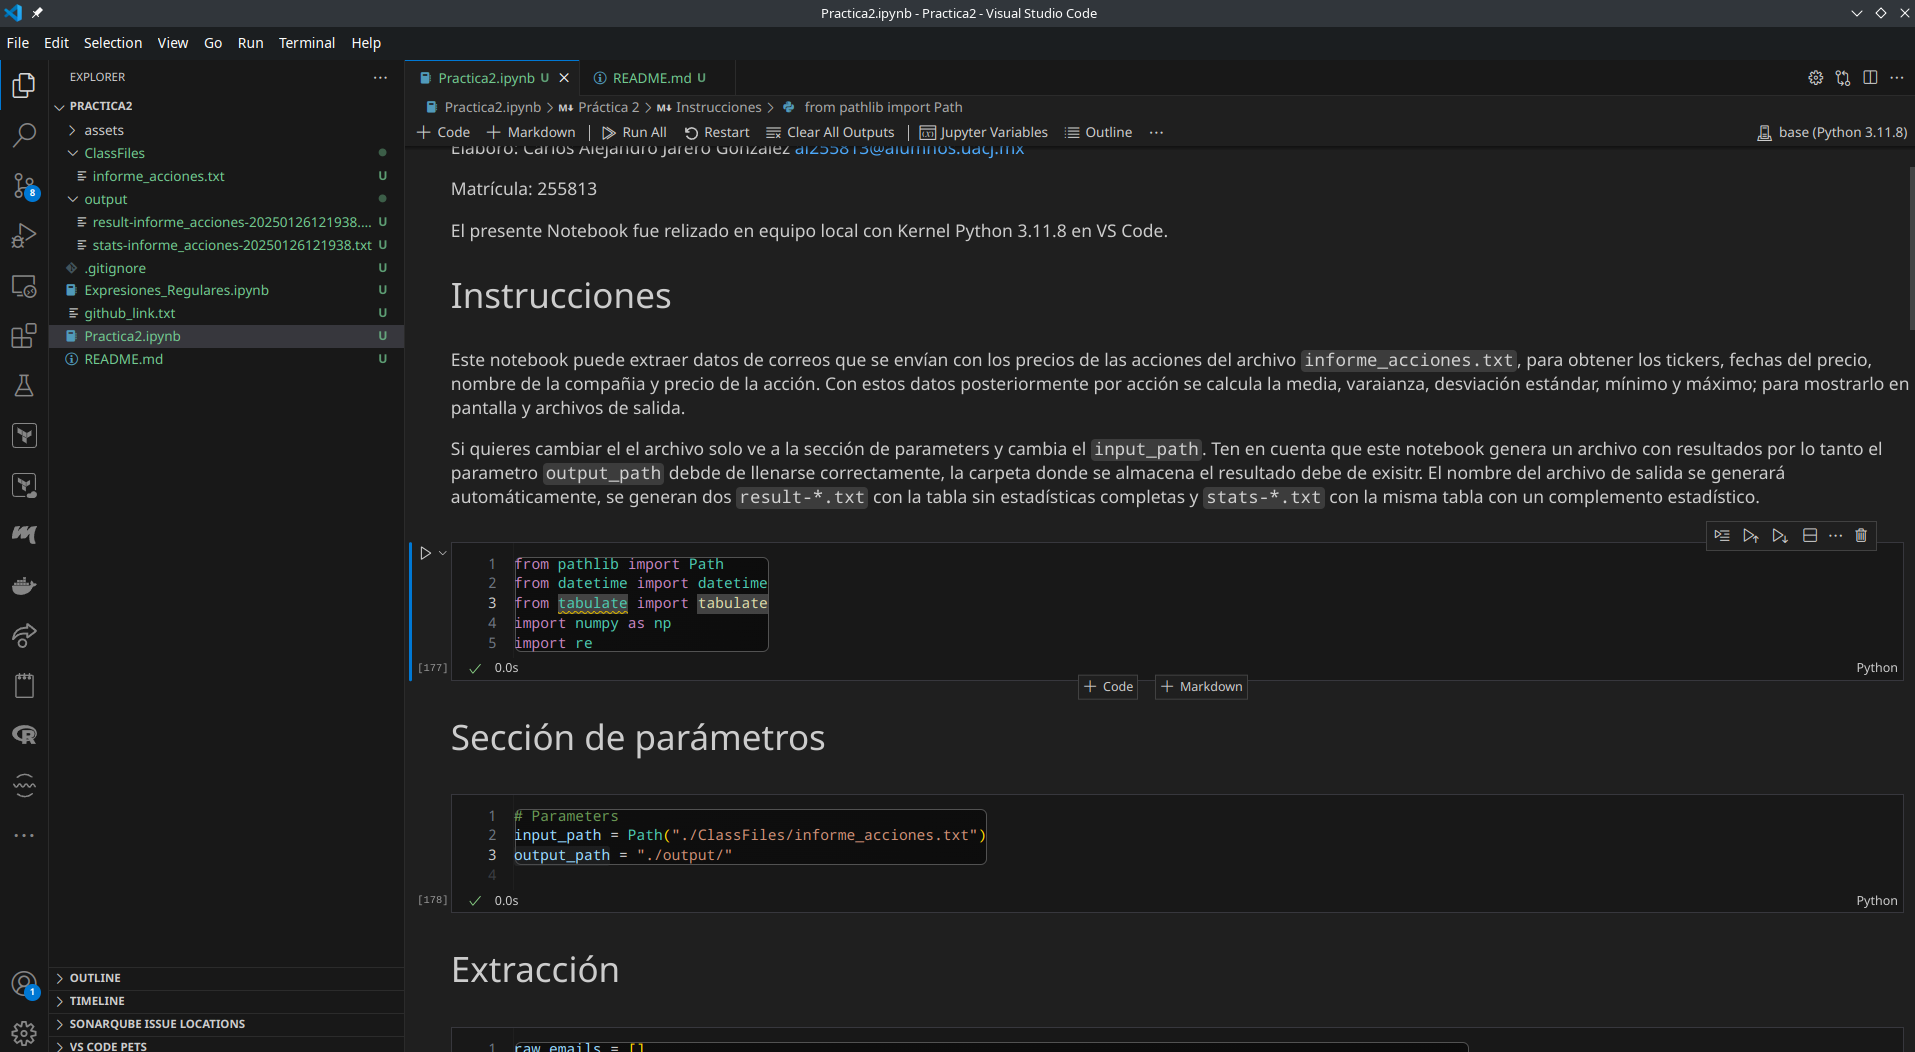 Practica2.ipynb - Practica2 - Visual Studio Code
File Edit Selection View Go Run Terminal Help
EXPLORER
PRACTICA2
assets
ClassFiles
informe_acciones.txt U
output
result-informe_acciones-20250126121938.... U
stats-informe_acciones-20250126121938.txt U
.gitignore U
Expresiones_Regulares.ipynb U
github_link.txt U
Practica2.ipynb U
README.md U
8
1
OUTLINE
TIMELINE
SONARQUBE ISSUE LOCATIONS
VS CODE PETS
Practica2.ipynb U README.md U
Practica2.ipynb > M↓ Práctica 2 > M↓ Instrucciones > from pathlib import Path
+ Code + Markdown | Run All Restart Clear All Outputs | Jupyter Variables Outline ... base (Python 3.11.8)
Elaboró: Carlos Alejandro Jarero González al255813@alumnos.uacj.mx
Matrícula: 255813
El presente Notebook fue relizado en equipo local con Kernel Python 3.11.8 en VS Code.
Instrucciones
Este notebook puede extraer datos de correos que se envían con los precios de las acciones del archivo informe_acciones.txt, para obtener los tickers, fechas del precio,
nombre de la compañia y precio de la acción. Con estos datos posteriormente por acción se calcula la media, varaianza, desviación estándar, mínimo y máximo; para mostrarlo en
pantalla y archivos de salida.
Si quieres cambiar el el archivo solo ve a la sección de parameters y cambia el input_path. Ten en cuenta que este notebook genera un archivo con resultados por lo tanto el
parametro output_path debde de llenarse correctamente, la carpeta donde se almacena el resultado debe de exisitr. El nombre del archivo de salida se generará
automáticamente, se generan dos result-*.txt con la tabla sin estadísticas completas y stats-*.txt con la misma tabla con un complemento estadístico.
1 from pathlib import Path
2 from datetime import datetime
3 from tabulate import tabulate
4 import numpy as np
5 import re
[177] 0.0s Python
+ Code + Markdown
Sección de parámetros
1 # Parameters
2 input_path = Path("./ClassFiles/informe_acciones.txt")
3 output_path = "./output/"
4
[178] 0.0s Python
Extracción
1 raw_emails = []